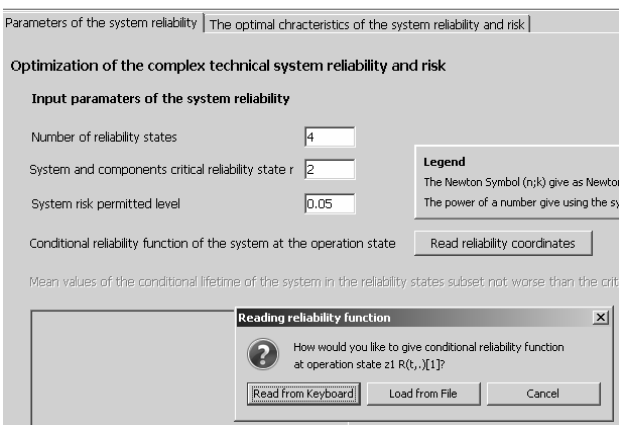 Parameters of the system reliability
The optimal chracteristics of the system reliability and risk
Optimization of the complex technical system reliability and risk
Input paramaters of the system reliability
Number of reliability states 4
System and components critical reliability state r 2
System risk permitted level 0.05
Legend
The Newton Symbol (n;k) give as Newto
The power of a number give using the sy
Conditional reliability function of the system at the operation state Read reliability coordinates
Mean values of the conditional lifetime of the system in the reliability states subset not worse than the crit
Reading reliability function
How would you like to give conditional reliability function
at operation state z1 R(t,.)[1]?
Read from Keyboard Load from File Cancel